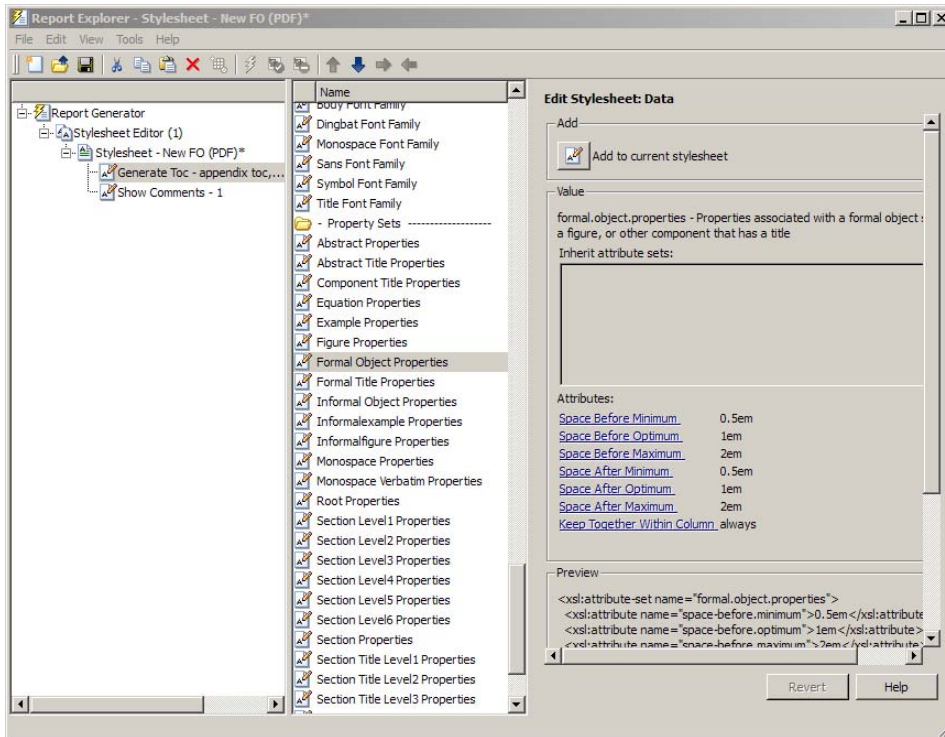 Report Explorer - Stylesheet - New FO (PDF)*
File Edit View Tools Help
Report Generator
Stylesheet Editor (1)
Stylesheet - New FO (PDF)*
Generate Toc - appendix toc,...
Show Comments - 1
Name
Body Font Family
Dingbat Font Family
Monospace Font Family
Sans Font Family
Symbol Font Family
Title Font Family
- Property Sets -------------------
Abstract Properties
Abstract Title Properties
Component Title Properties
Equation Properties
Example Properties
Figure Properties
Formal Object Properties
Formal Title Properties
Informal Object Properties
Informalexample Properties
Informalfigure Properties
Monospace Properties
Monospace Verbatim Properties
Root Properties
Section Level1 Properties
Section Level2 Properties
Section Level3 Properties
Section Level4 Properties
Section Level5 Properties
Section Level6 Properties
Section Properties
Section Title Level1 Properties
Section Title Level2 Properties
Section Title Level3 Properties
Edit Stylesheet: Data
Add
Add to current stylesheet
Value
formal.object.properties - Properties associated with a formal object
a figure, or other component that has a title
Inherit attribute sets:
Attributes:
Space Before Minimum 0.5em
Space Before Optimum 1em
Space Before Maximum 2em
Space After Minimum 0.5em
Space After Optimum 1em
Space After Maximum 2em
Keep Together Within Column always
Preview
<xsl:attribute-set name="formal.object.properties">
<xsl:attribute name="space-before.minimum">0.5em</xsl:attribute
<xsl:attribute name="space-before.optimum">1em</xsl:attribute>
<xsl:attribute name="space-before.maximum">2em</xsl:attribute>
Revert Help